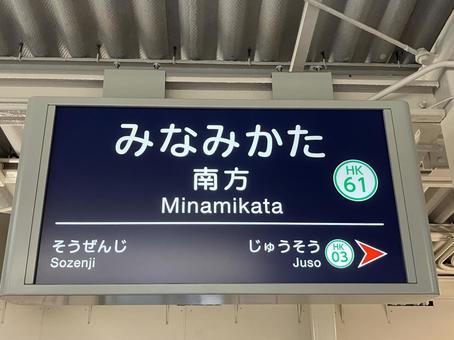 みなみかた
南方
Minamikata
HK
61
そうぜんじ
Sozenji
じゅうそう
Juso
HK
03